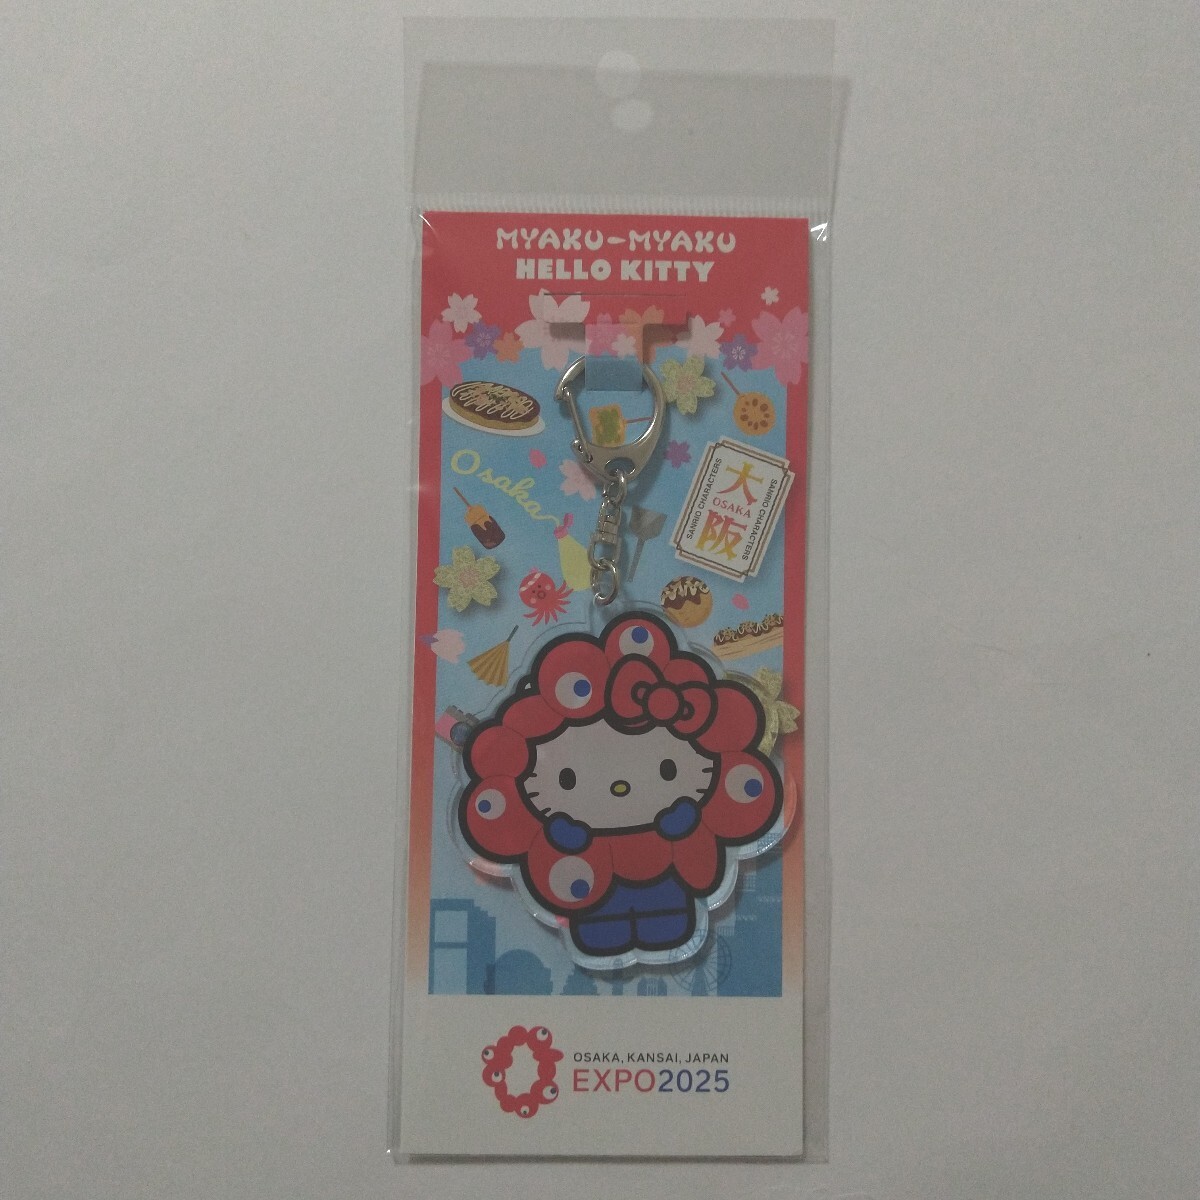 MYAKU-MYAKU
HELLO KITTY
Osaka
SANRIO CHARACTERS
大
OSAKA
阪
SANRIO CHARACTERS
OSAKA, KANSAI, JAPAN
EXPO2025